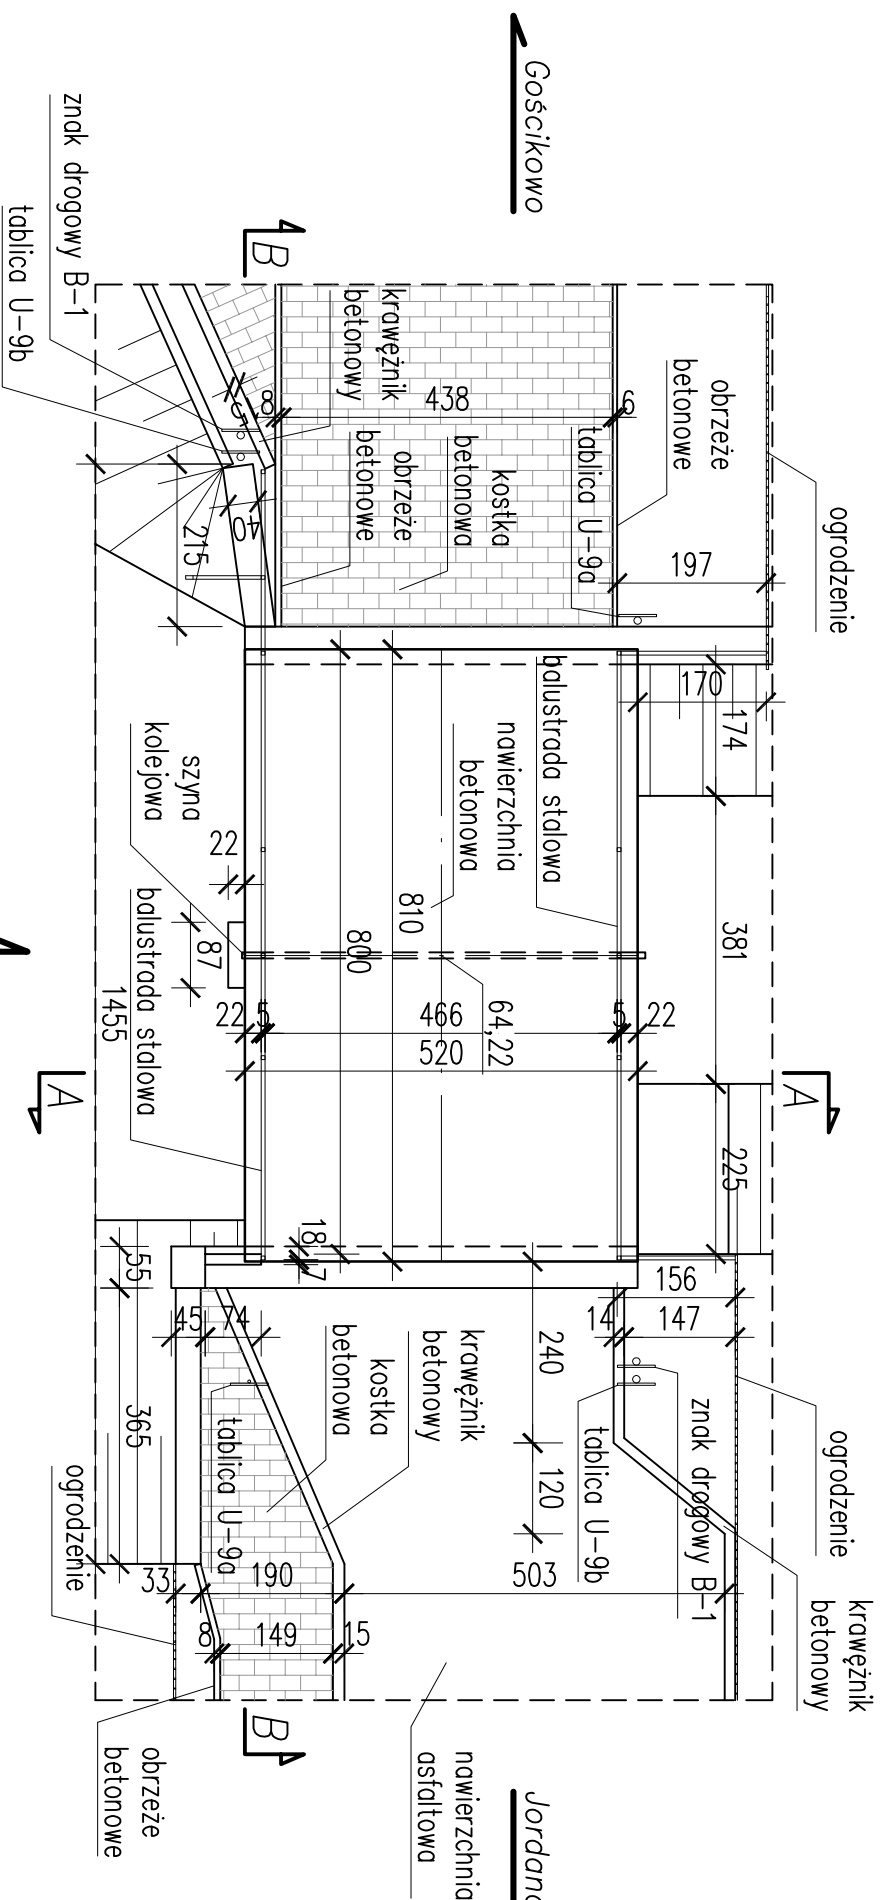 Gościkowo
Jordano
B
B
A
A
znak drogowy B-1
tablica U-9b
krawężnik
betonowy
obrzeże
betonowe
kostka
betonowa
tablica U-9a
obrzeże
betonowe
ogrodzenie
8
438
6
197
40
215
170
174
381
225
balustrada stalowa
nawierzchnia
betonowa
szyna
kolejowa
22
87
balustrada stalowa
1455
810
800
64,22
22
5
466
5
22
520
18
7
55
45
74
365
156
14
147
240
120
krawężnik
betonowy
kostka
betonowa
tablica U-9a
ogrodzenie
znak drogowy B-1
tablica U-9b
ogrodzenie
krawężnik
betonowy
33
190
503
8
149
15
obrzeże
betonowe
nawierzchnia
asfaltowa